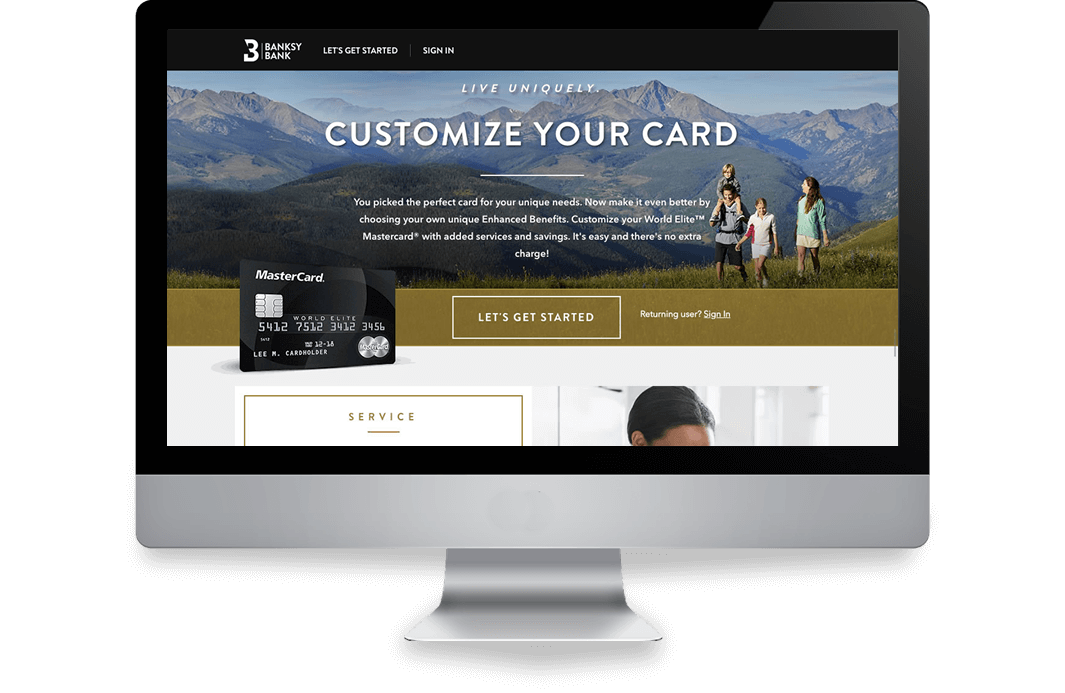 BANKSY
BANK
LET'S GET STARTED
SIGN IN
LIVE UNIQUELY.
CUSTOMIZE YOUR CARD
You picked the perfect card for your unique needs. Now make it even better by
choosing your own unique Enhanced Benefits. Customize your World Elite™
Mastercard® with added services and savings. It's easy and there's no extra
charge!
MasterCard.
WORLD ELITE
5412 7512 3412 3456
5412
12-18
LEE M. CARDHOLDER
MasterCard
LET'S GET STARTED
Returning user? Sign In
SERVICE